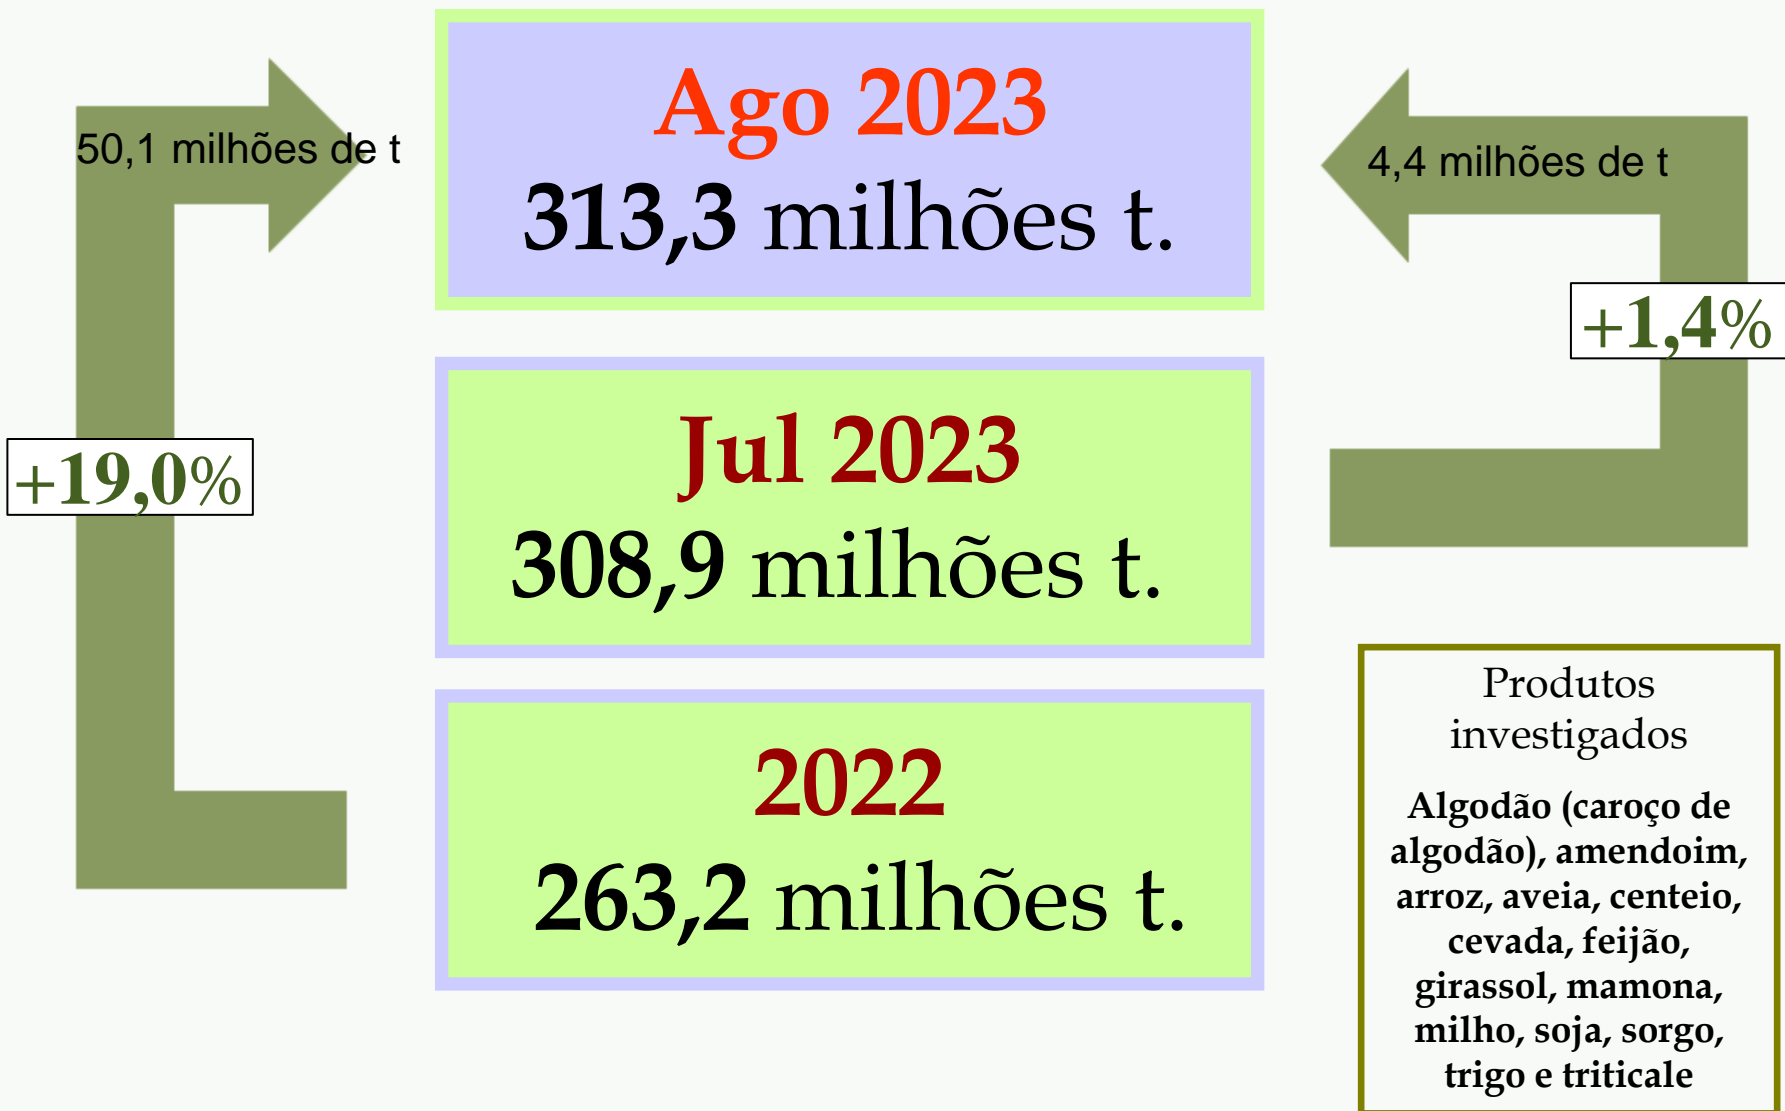 Ago 2023
313,3 milhões t.
50,1 milhões de t
4,4 milhões de t
+1,4%
Jul 2023
308,9 milhões t.
+19,0%
2022
263,2 milhões t.
Produtos
investigados
Algodão (caroço de
algodão), amendoim,
arroz, aveia, centeio,
cevada, feijão,
girassol, mamona,
milho, soja, sorgo,
trigo e triticale